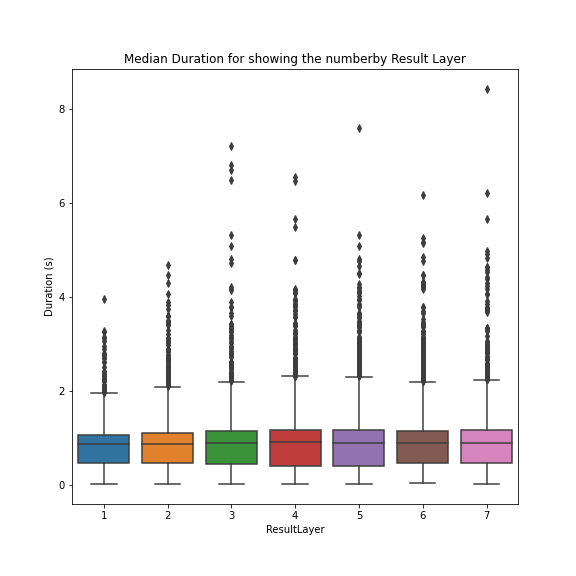 Median Duration for showing the numberby Result Layer
8
6
4
2
0
Duration (s)
1 2 3 4 5 6 7
ResultLayer